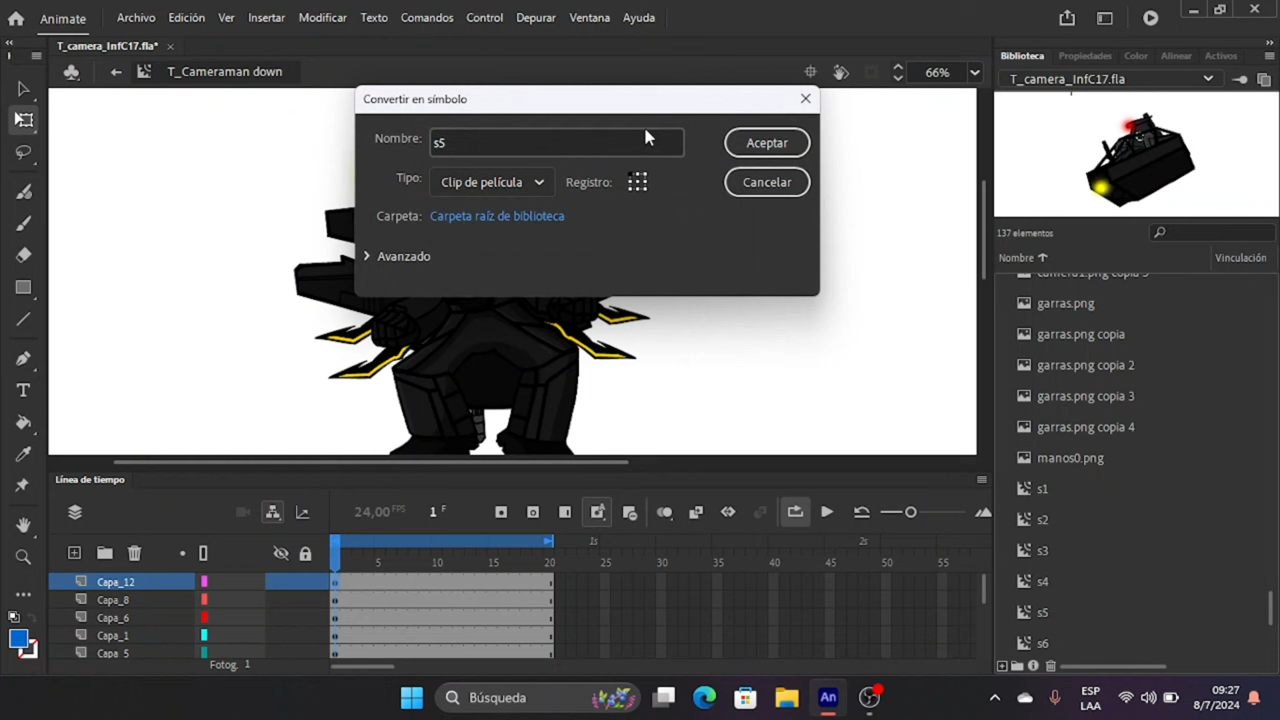 Animate
Archivo Edición Ver Insertar Modificar Texto Comandos Control Depurar Ventana Ayuda
T_camera_InfC17.fla*
T_Cameraman down
66%
Convertir en símbolo
Nombre: s5
Aceptar
Tipo: Clip de película
Registro:
Cancelar
Carpeta: Carpeta raíz de biblioteca
Avanzado
Biblioteca Propiedades Color Alinear Activos
T_camera_InfC17.fla
137 elementos
Nombre
Vinculación
camera1.png copia 5
garras.png
garras.png copia
garras.png copia 2
garras.png copia 3
garras.png copia 4
manos0.png
s1
s2
s3
s4
s5
s6
Línea de tiempo
24,00 FPS 1 F
1s 2s
5 10 15 20 25 30 35 40 45 50 55
Capa_12
Capa_8
Capa_6
Capa_1
Capa_5
Fotog. 1
Búsqueda
An
ESP
LAA
09:27
8/7/2024